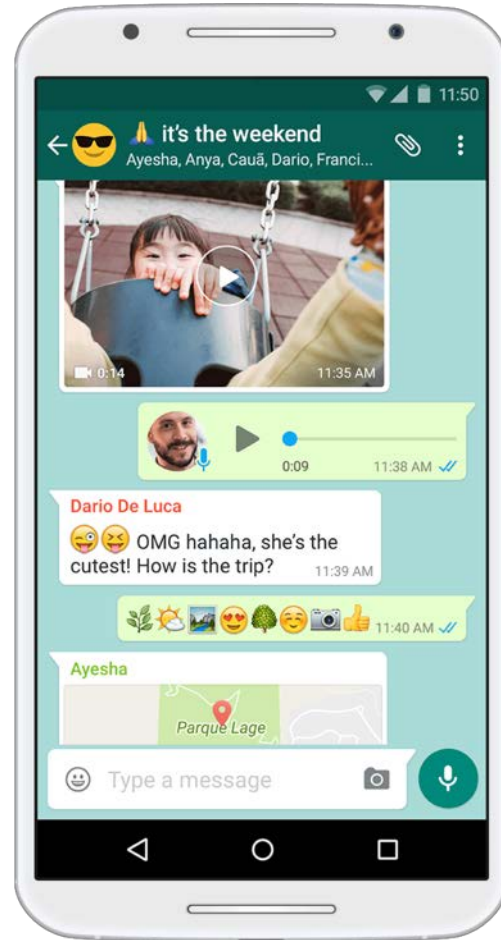 11:50
🙏 it's the weekend
Ayesha, Anya, Cauã, Dario, Franci...
0:14 11:35 AM
0:09 11:38 AM
Dario De Luca
😜😝 OMG hahaha, she's the
cutest! How is the trip? 11:39 AM
🌿🌤️🏞️😍🌳☺️📷👍 11:40 AM
Ayesha
Parque Lage
Type a message